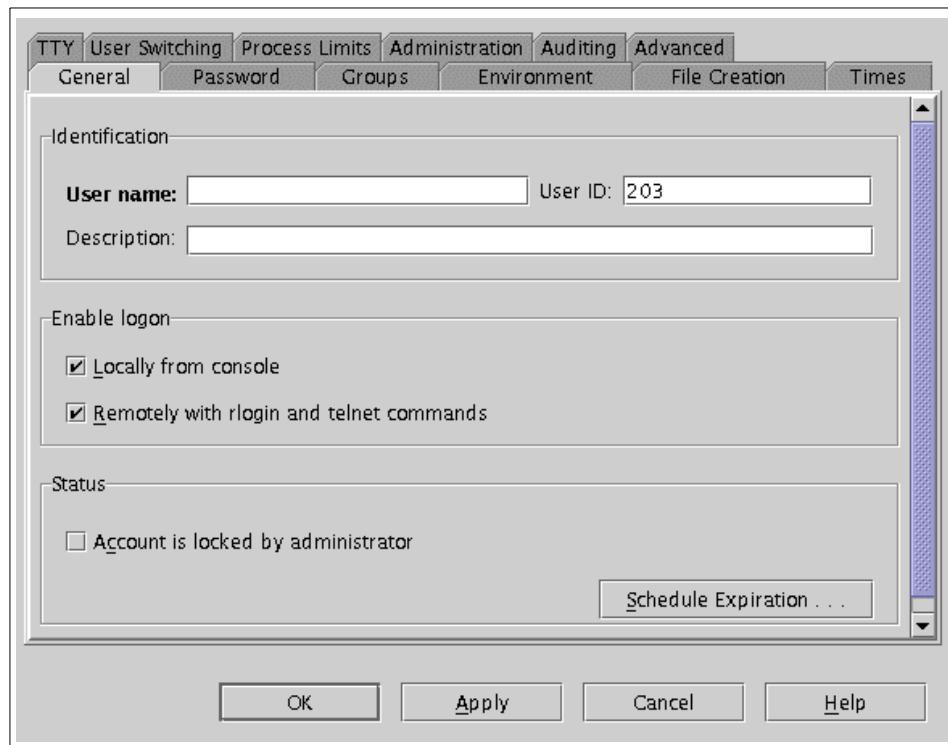 TTY User Switching Process Limits Administration Auditing Advanced
General Password Groups Environment File Creation Times
Identification
User name: User ID: 203
Description:
Enable logon
Locally from console
Remotely with rlogin and telnet commands
Status
Account is locked by administrator
Schedule Expiration . . .
OK Apply Cancel Help